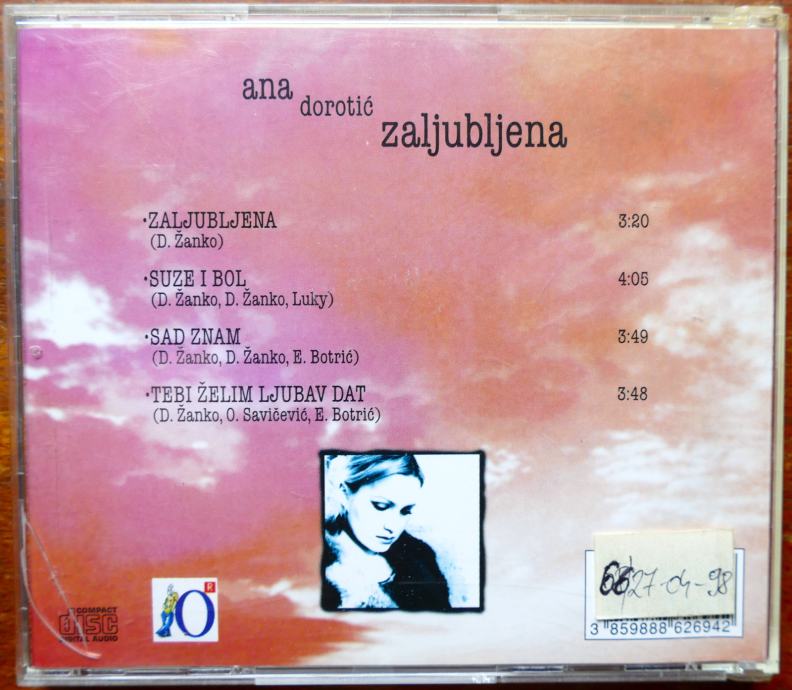 ana
dorotić
zaljubljena
·ZALJUBLJENA 3:20
(D. Žanko)
·SUZE I BOL 4:05
(D. Žanko, D. Žanko, Luky)
·SAD ZNAM 3:49
(D. Žanko, D. Žanko, E. Botrić)
·TEBI ŽELIM LJUBAV DAT 3:48
(D. Žanko, O. Savičević, E. Botrić)
COMPACT
disc
DIGITAL AUDIO
R
O
27-04-98
3 859888 626942